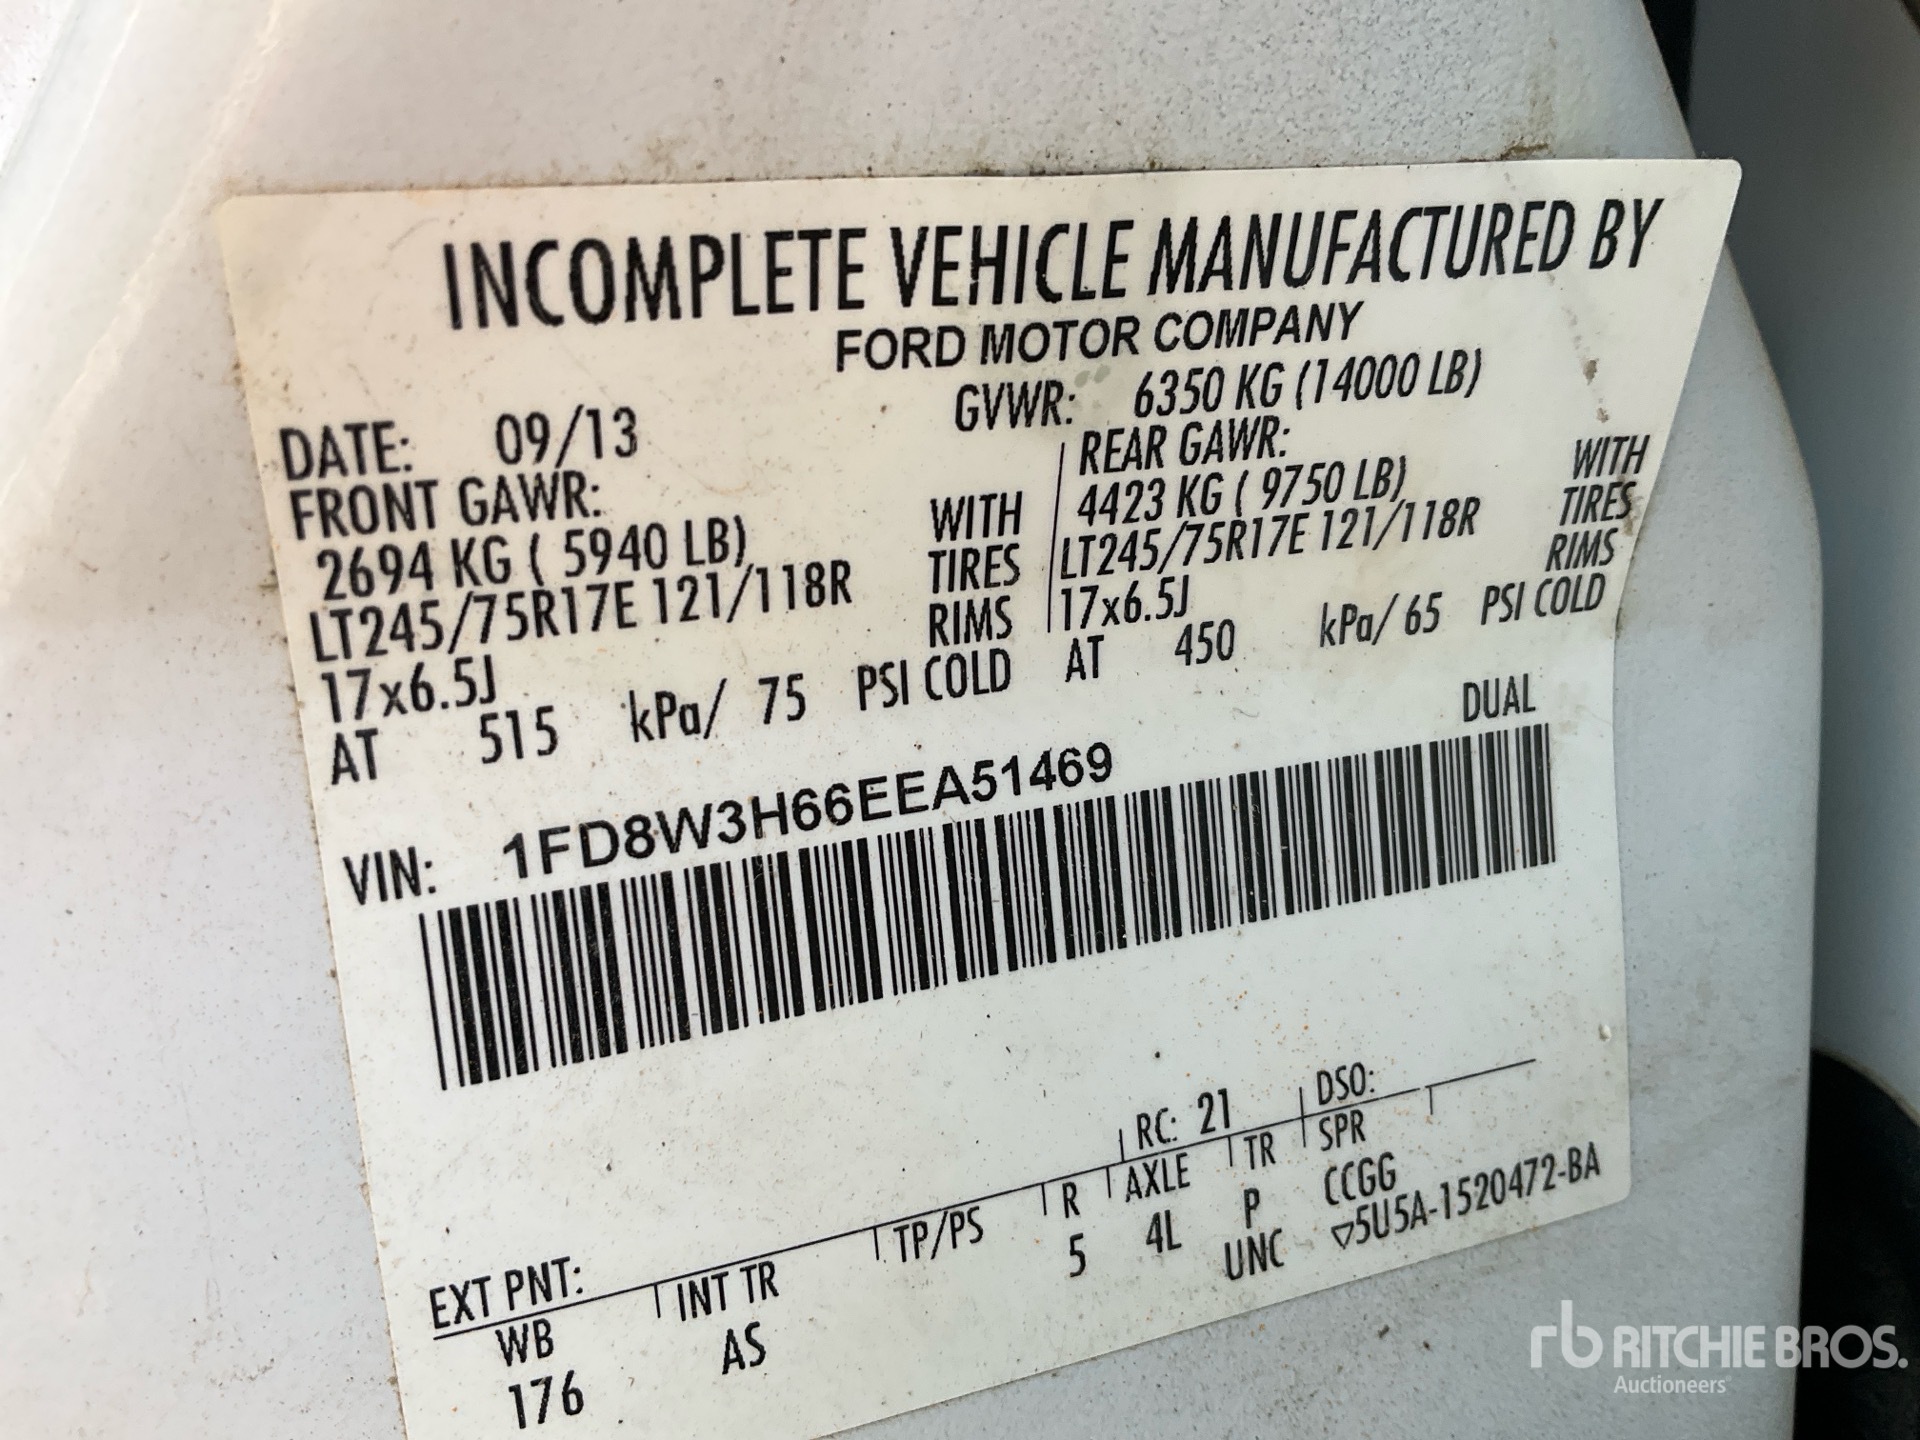 INCOMPLETE VEHICLE MANUFACTURED BY
FORD MOTOR COMPANY
DATE: 09/13 GVWR: 6350 KG (14000 LB)
FRONT GAWR: REAR GAWR:
2694 KG ( 5940 LB) WITH 4423 KG ( 9750 LB) WITH
LT245/75R17E 121/118R TIRES LT245/75R17E 121/118R TIRES
17x6.5J RIMS 17x6.5J RIMS
AT 515 kPa/ 75 PSI COLD AT 450 kPa/ 65 PSI COLD
DUAL
VIN: 1FD8W3H66EEA51469
EXT PNT: RC: 21 DSO:
WB INT TR TP/PS R AXLE TR SPR
176 AS 5 4L P CCGG
UNC ▽5U5A-1520472-BA
rb RITCHIE BROS.
Auctioneers